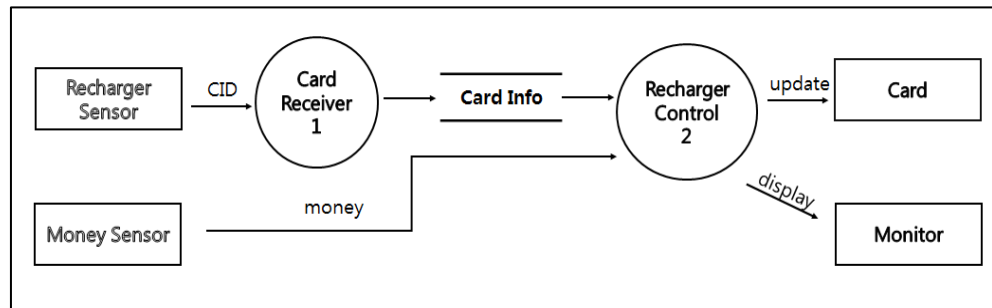 Recharger
Sensor
CID
Card
Receiver
1
Card Info
Recharger
Control
2
update
Card
money
display
Money Sensor
Monitor